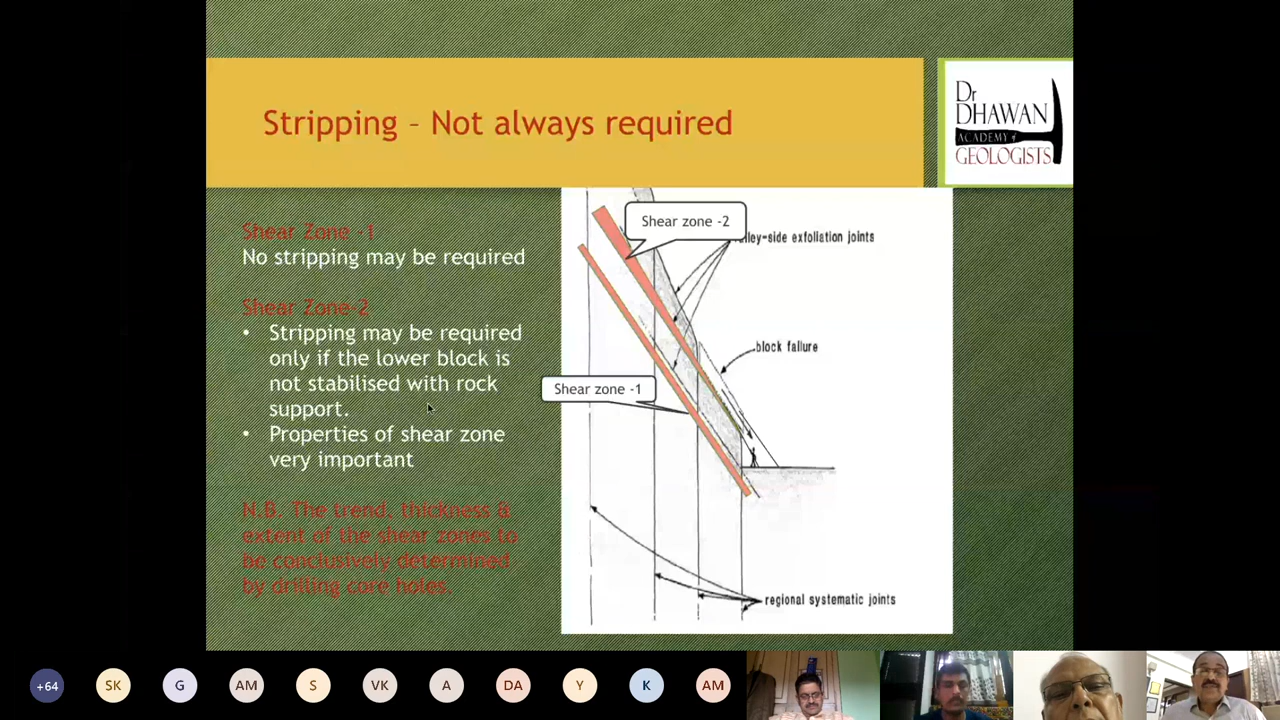 Stripping – Not always required
Dr
DHAWAN
ACADEMY of
GEOLOGISTS
Shear Zone -1
No stripping may be required
Shear Zone-2
• Stripping may be required
only if the lower block is
not stabilised with rock
support.
• Properties of shear zone
very important
N.B. The trend, thickness &
extent of the shear zones to
be conclusively determined
by drilling core holes.
Shear zone -2
alley-side exfoliation joints
block failure
Shear zone -1
regional systematic joints
+64
SK
G
AM
S
VK
A
DA
Y
K
AM